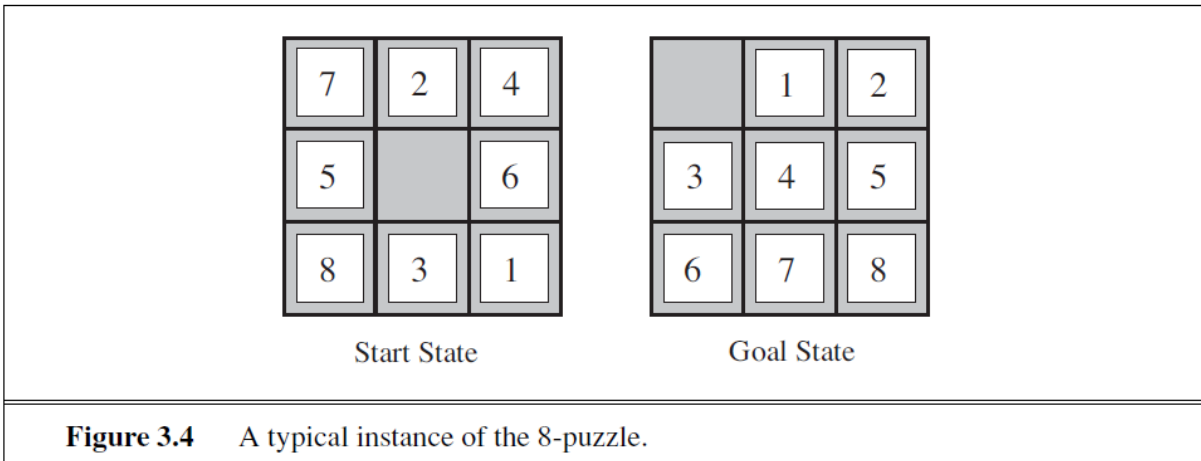 7 2 4 1 2
5 6 3 4 5
8 3 1 6 7 8
Start State Goal State
Figure 3.4 A typical instance of the 8-puzzle.